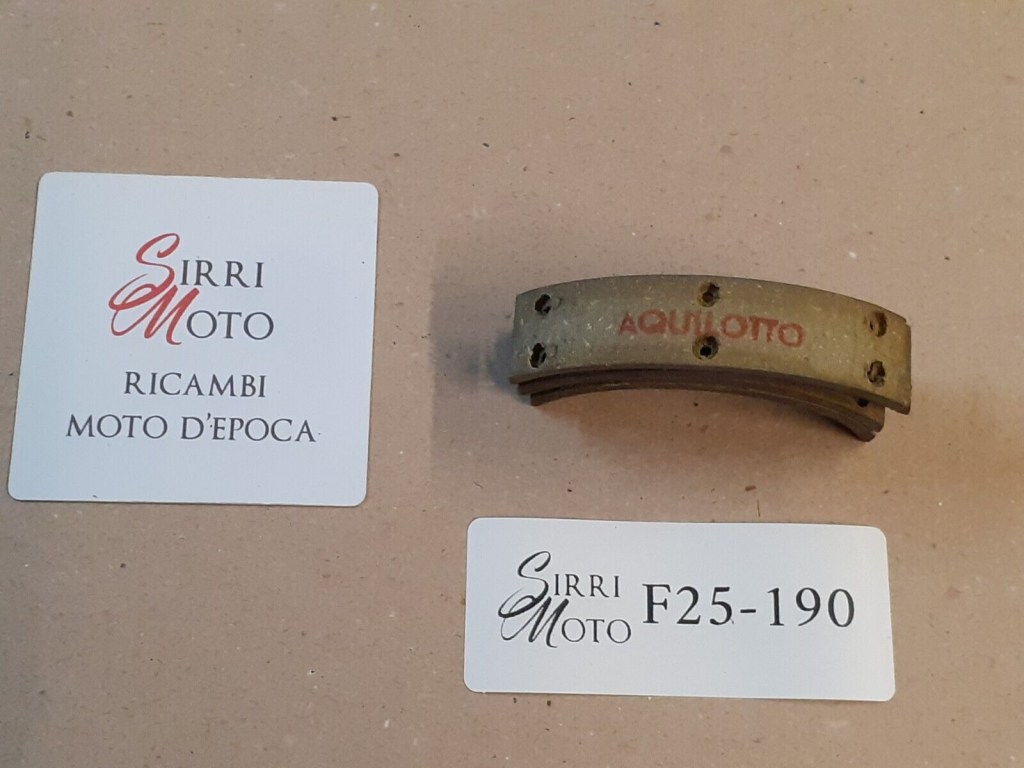 SIRRI
MOTO
RICAMBI
MOTO D'EPOCA
AQUILOTTO
SIRRI
MOTO
F25-190